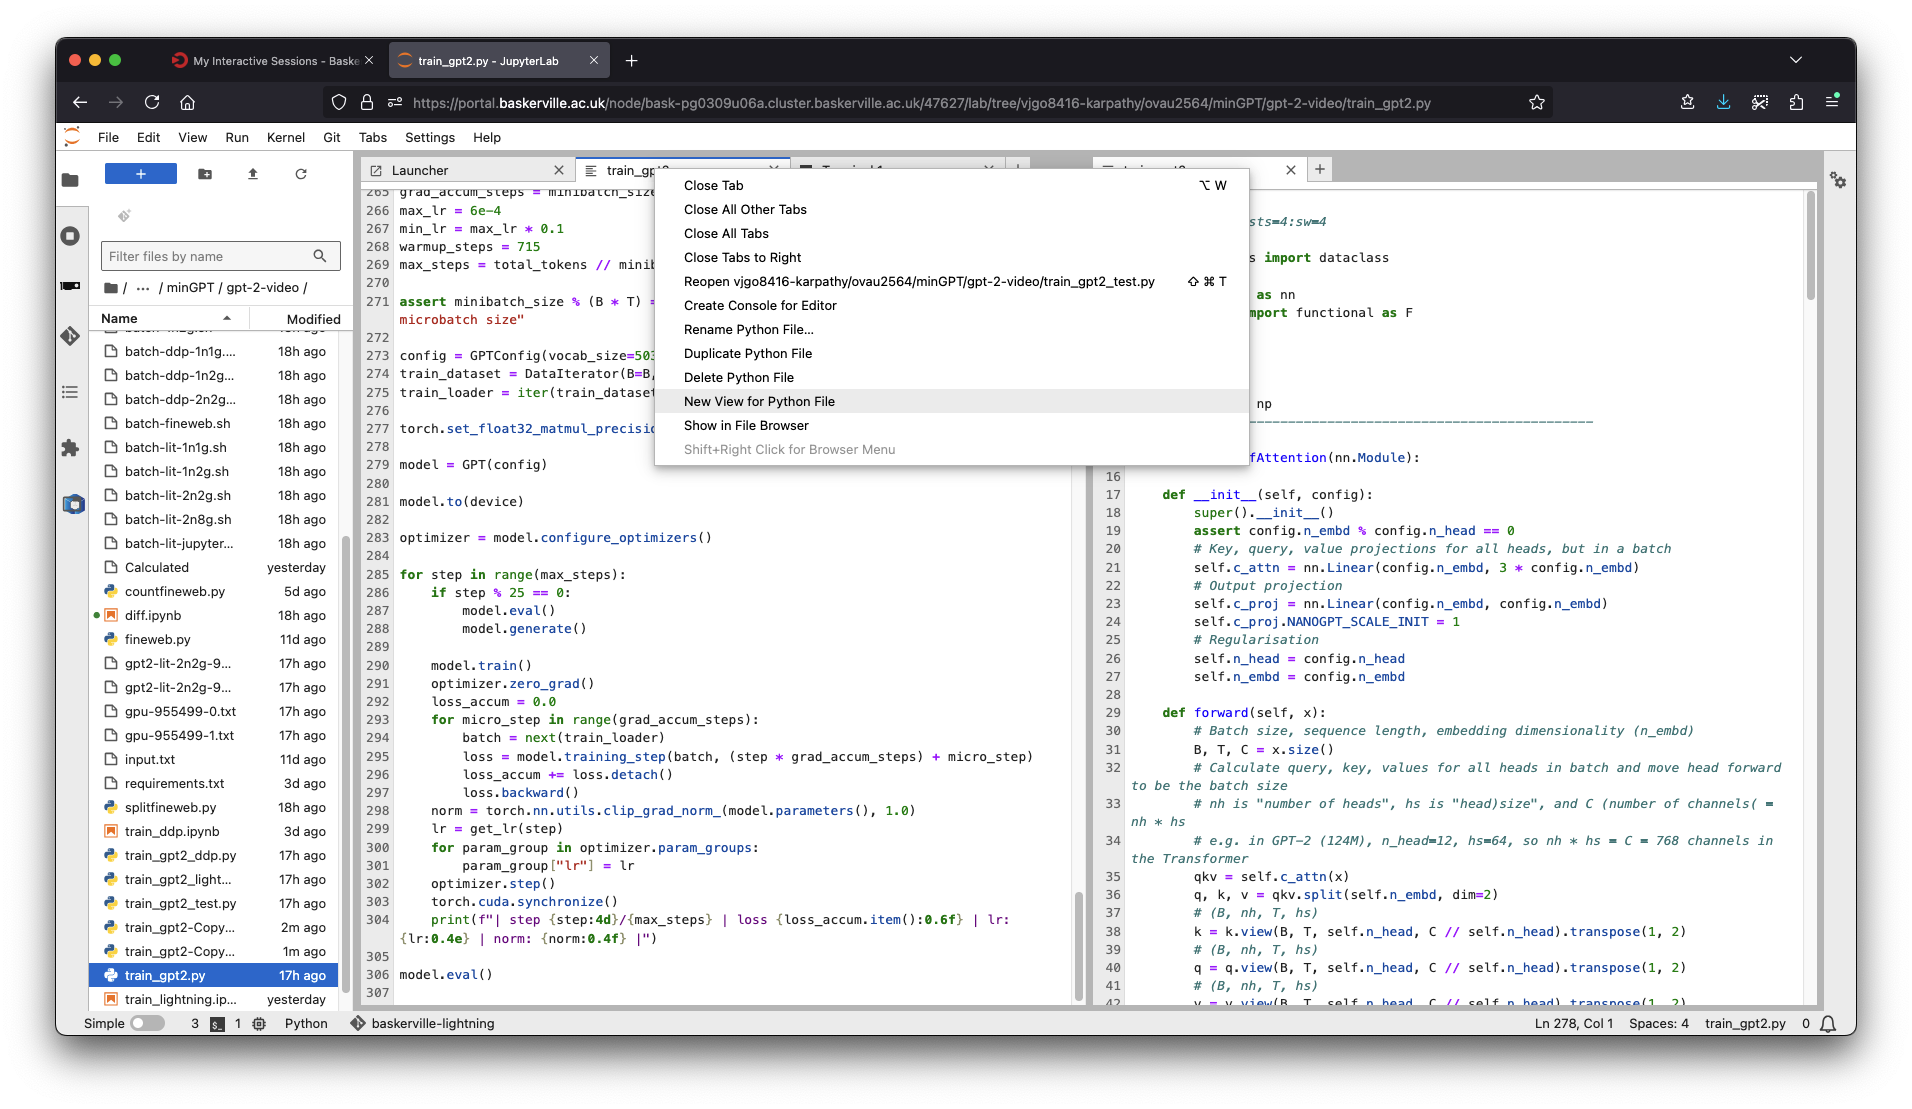 My Interactive Sessions - Baske
train_gpt2.py - JupyterLab
https://portal.baskerville.ac.uk/node/bask-pg0309u06a.cluster.baskerville.ac.uk/47627/lab/tree/vjgo8416-karpathy/ovau2564/minGPT/gpt-2-video/train_gpt2.py
File Edit View Run Kernel Git Tabs Settings Help
Filter files by name
/ ··· / minGPT / gpt-2-video /
Name Modified
batch-ddp-1n1g.... 18h ago
batch-ddp-1n2g... 18h ago
batch-ddp-2n2g... 18h ago
batch-fineweb.sh 18h ago
batch-lit-1n1g.sh 18h ago
batch-lit-1n2g.sh 18h ago
batch-lit-2n2g.sh 18h ago
batch-lit-2n8g.sh 18h ago
batch-lit-jupyter... 18h ago
Calculated yesterday
countfineweb.py 5d ago
diff.ipynb 18h ago
fineweb.py 11d ago
gpt2-lit-2n2g-9... 17h ago
gpt2-lit-2n2g-9... 17h ago
gpu-955499-0.txt 17h ago
gpu-955499-1.txt 17h ago
input.txt 11d ago
requirements.txt 3d ago
splitfineweb.py 18h ago
train_ddp.ipynb 3d ago
train_gpt2_ddp.py 17h ago
train_gpt2_light... 17h ago
train_gpt2_test.py 17h ago
train_gpt2-Copy... 2m ago
train_gpt2-Copy... 1m ago
train_gpt2.py 17h ago
train_lightning.ip... yesterday
Launcher
train_gp
265 grad_accum_steps = minibatch_size
266 max_lr = 6e-4
267 min_lr = max_lr * 0.1
268 warmup_steps = 715
269 max_steps = total_tokens // minib
270
271 assert minibatch_size % (B * T) =
microbatch size"
272
273 config = GPTConfig(vocab_size=503
274 train_dataset = DataIterator(B=B,
275 train_loader = iter(train_dataset
276
277 torch.set_float32_matmul_precisio
278
279 model = GPT(config)
280
281 model.to(device)
282
283 optimizer = model.configure_optimizers()
284
285 for step in range(max_steps):
286 if step % 25 == 0:
287 model.eval()
288 model.generate()
289
290 model.train()
291 optimizer.zero_grad()
292 loss_accum = 0.0
293 for micro_step in range(grad_accum_steps):
294 batch = next(train_loader)
295 loss = model.training_step(batch, (step * grad_accum_steps) + micro_step)
296 loss_accum += loss.detach()
297 loss.backward()
298 norm = torch.nn.utils.clip_grad_norm_(model.parameters(), 1.0)
299 lr = get_lr(step)
300 for param_group in optimizer.param_groups:
301 param_group["lr"] = lr
302 optimizer.step()
303 torch.cuda.synchronize()
304 print(f"| step {step:4d}/{max_steps} | loss {loss_accum.item():0.6f} | lr:
{lr:0.4e} | norm: {norm:0.4f} |")
305
306 model.eval()
307
Close Tab ⌥ W
Close All Other Tabs
Close All Tabs
Close Tabs to Right
Reopen vjgo8416-karpathy/ovau2564/minGPT/gpt-2-video/train_gpt2_test.py ⇧ ⌘ T
Create Console for Editor
Rename Python File...
Duplicate Python File
Delete Python File
New View for Python File
Show in File Browser
Shift+Right Click for Browser Menu
sts=4:sw=4
s import dataclass
as nn
mport functional as F
np
fAttention(nn.Module):
16
17 def __init__(self, config):
18 super().__init__()
19 assert config.n_embd % config.n_head == 0
20 # Key, query, value projections for all heads, but in a batch
21 self.c_attn = nn.Linear(config.n_embd, 3 * config.n_embd)
22 # Output projection
23 self.c_proj = nn.Linear(config.n_embd, config.n_embd)
24 self.c_proj.NANOGPT_SCALE_INIT = 1
25 # Regularisation
26 self.n_head = config.n_head
27 self.n_embd = config.n_embd
28
29 def forward(self, x):
30 # Batch size, sequence length, embedding dimensionality (n_embd)
31 B, T, C = x.size()
32 # Calculate query, key, values for all heads in batch and move head forward
to be the batch size
33 # nh is "number of heads", hs is "head)size", and C (number of channels( =
nh * hs
34 # e.g. in GPT-2 (124M), n_head=12, hs=64, so nh * hs = C = 768 channels in
the Transformer
35 qkv = self.c_attn(x)
36 q, k, v = qkv.split(self.n_embd, dim=2)
37 # (B, nh, T, hs)
38 k = k.view(B, T, self.n_head, C // self.n_head).transpose(1, 2)
39 # (B, nh, T, hs)
40 q = q.view(B, T, self.n_head, C // self.n_head).transpose(1, 2)
41 # (B, nh, T, hs)
42 v = v.view(B, T, self.n_head, C // self.n_head).transpose(1, 2)
Simple 3 1 Python baskerville-lightning
Ln 278, Col 1 Spaces: 4 train_gpt2.py 0